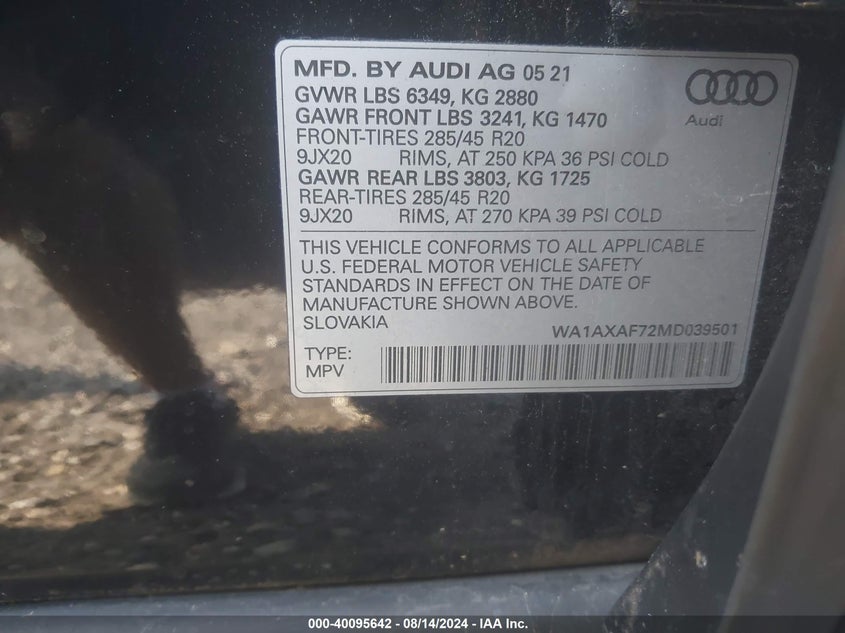 MFD. BY AUDI AG 05 21
GVWR LBS 6349, KG 2880
GAWR FRONT LBS 3241, KG 1470
FRONT-TIRES 285/45 R20
9JX20 RIMS, AT 250 KPA 36 PSI COLD
GAWR REAR LBS 3803, KG 1725
REAR-TIRES 285/45 R20
9JX20 RIMS, AT 270 KPA 39 PSI COLD
Audi
THIS VEHICLE CONFORMS TO ALL APPLICABLE
U.S. FEDERAL MOTOR VEHICLE SAFETY
STANDARDS IN EFFECT ON THE DATE OF
MANUFACTURE SHOWN ABOVE.
SLOVAKIA
WA1AXAF72MD039501
TYPE:
MPV
000-40095642 - 08/14/2024 - IAA Inc.